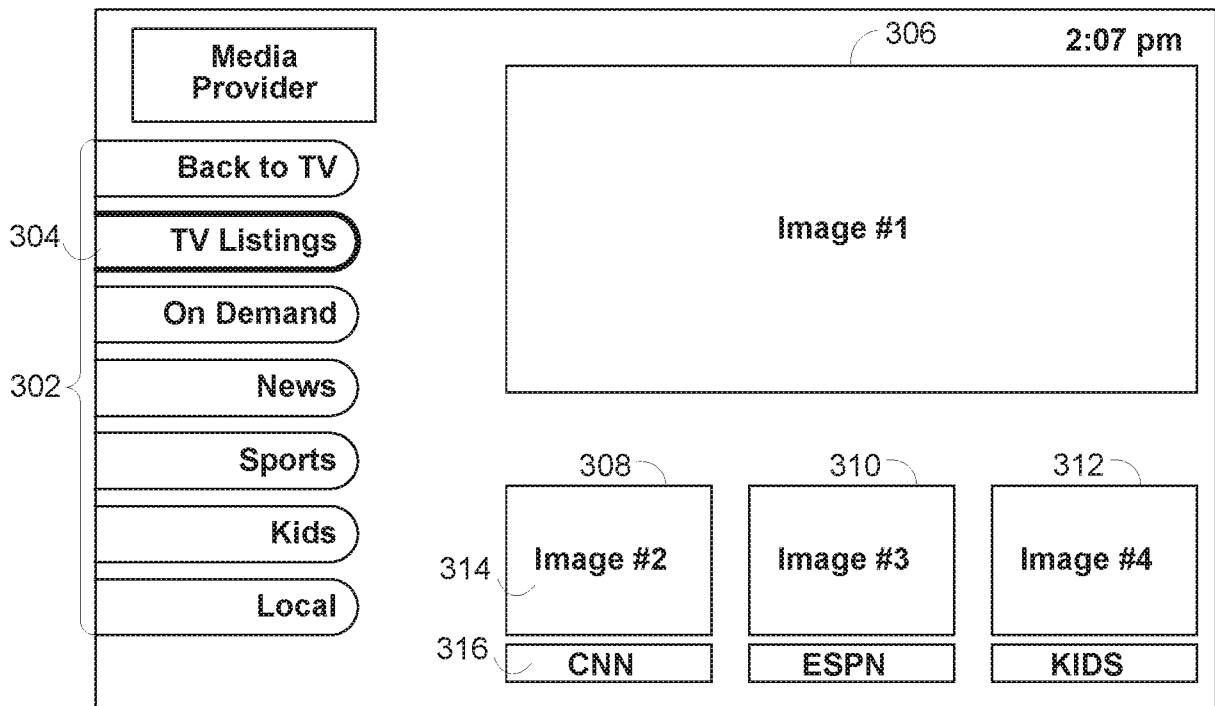 306
2:07 pm
Media
Provider
Back to TV
304
TV Listings
Image #1
On Demand
302
News
Sports
308
310
312
Kids
Image #2
Image #3
Image #4
314
Local
316
CNN
ESPN
KIDS